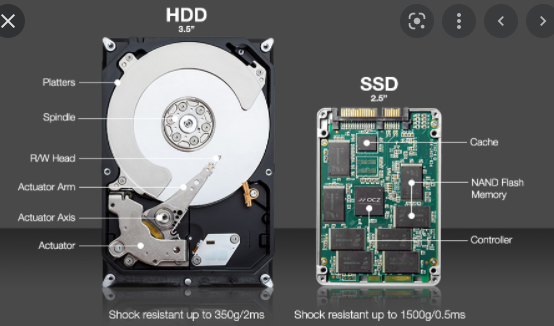 HDD
3.5"
Platters
Spindle
R/W Head
Actuator Arm
Actuator Axis
Actuator
Shock resistant up to 350g/2ms
SSD
2.5"
Cache
NAND Flash
Memory
Controller
OCZ
Shock resistant up to 1500g/0.5ms